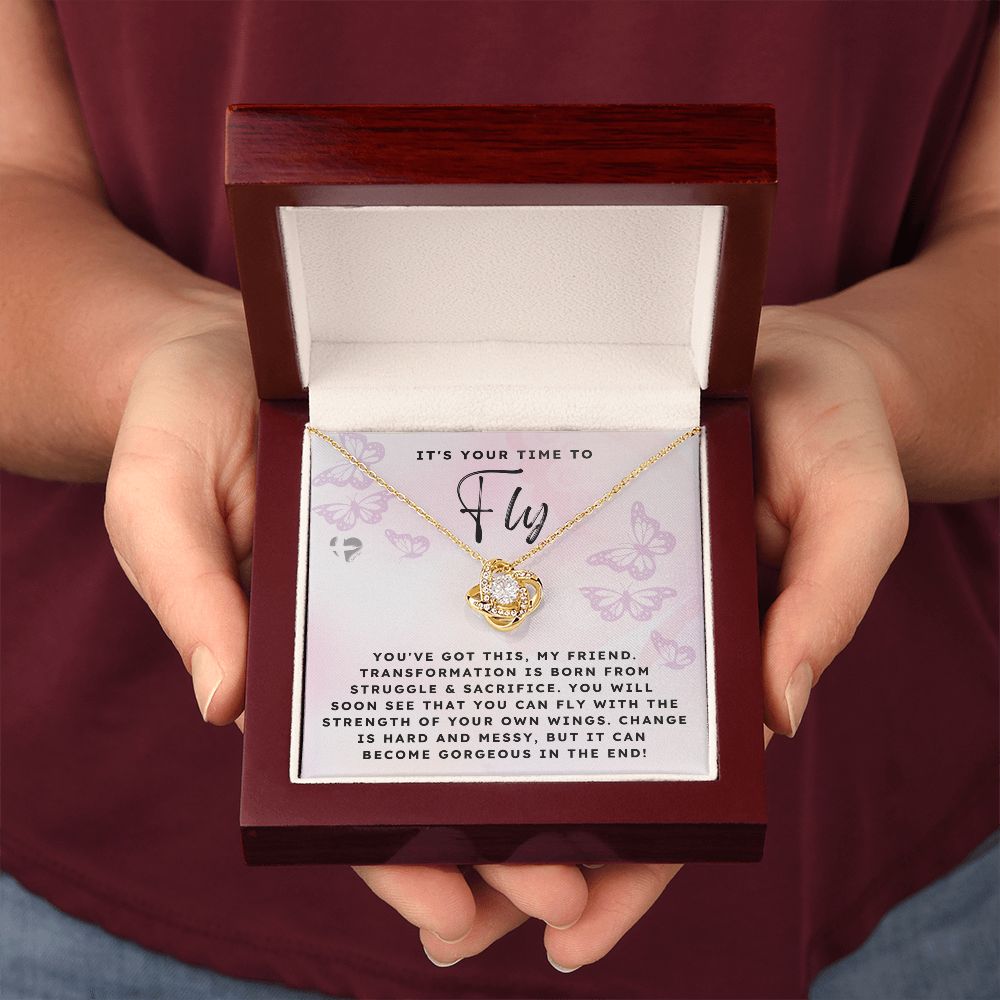 IT'S YOUR TIME TO
Fly
YOU'VE GOT THIS, MY FRIEND.
TRANSFORMATION IS BORN FROM
STRUGGLE & SACRIFICE. YOU WILL
SOON SEE THAT YOU CAN FLY WITH THE
STRENGTH OF YOUR OWN WINGS. CHANGE
IS HARD AND MESSY, BUT IT CAN
BECOME GORGEOUS IN THE END!